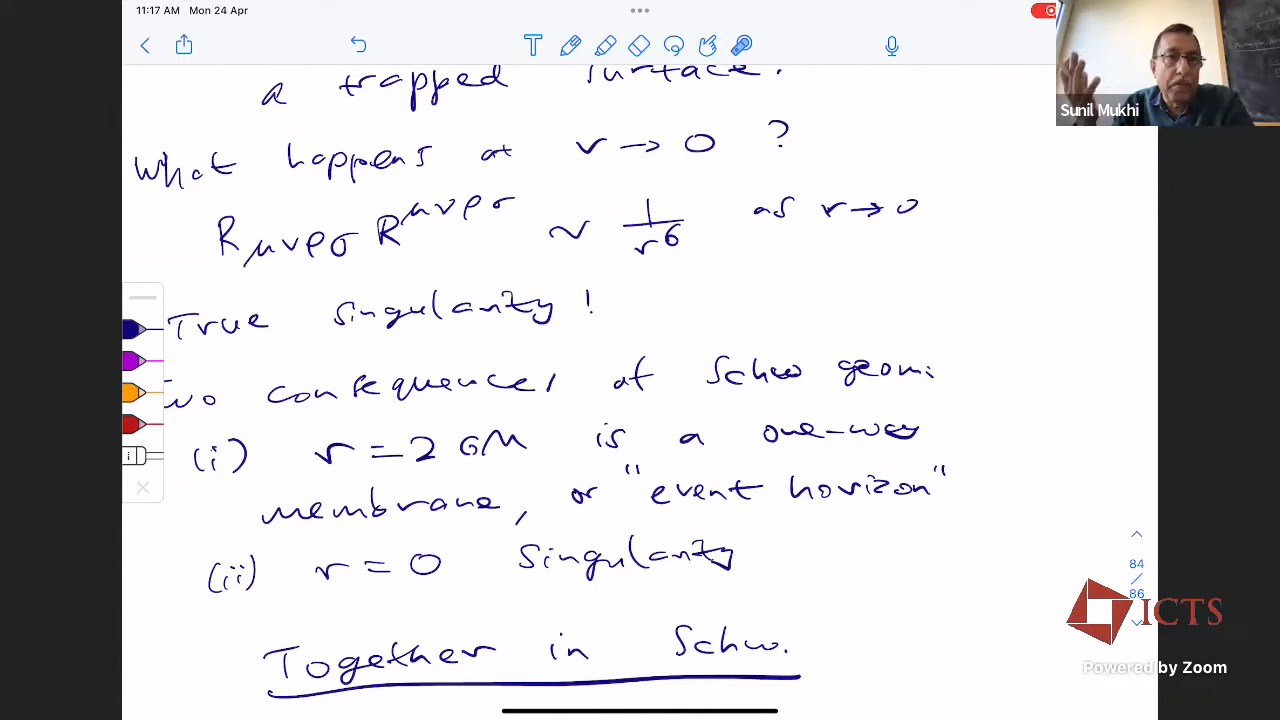 11:17 AM Mon 24 Apr
a trapped surface.
What happens at r → 0 ?
RμνρσR^μνρσ ~ 1/r^6 as r → 0
True singularity !
wo consequences of Schw geom:
(i) r = 2GM is a one-way
membrane, or "event horizon"
(ii) r = 0 singularity
Together in Schw.
Sunil Mukhi
84
/
86
ICTS
Powered by Zoom